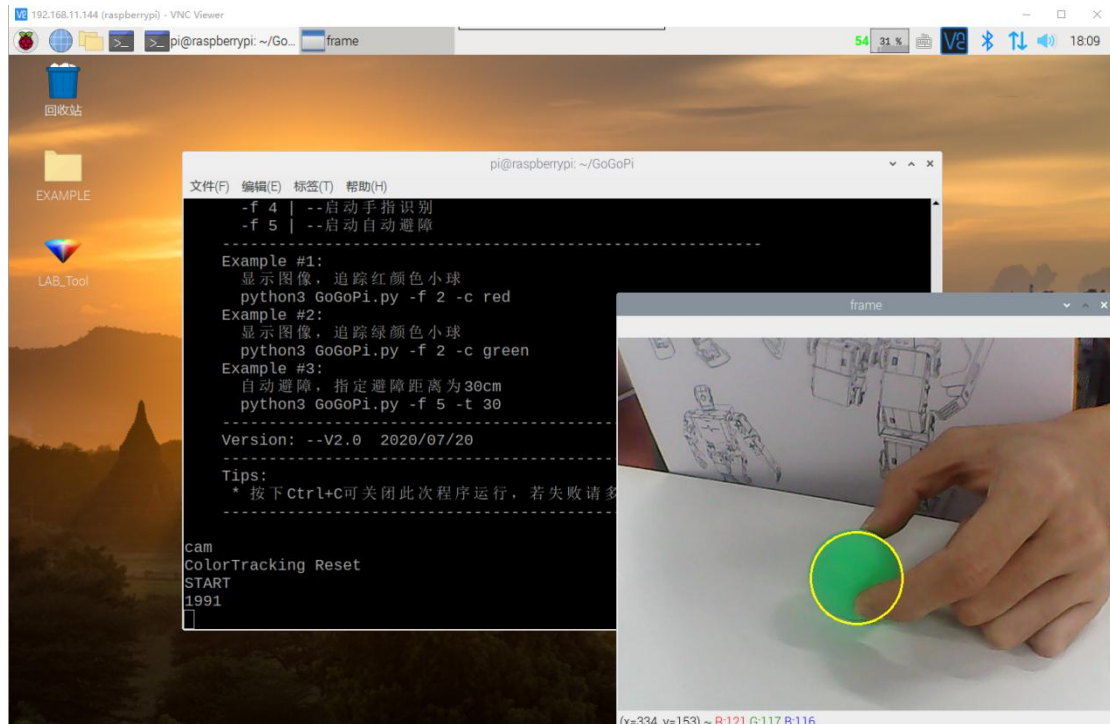 192.168.11.144 (raspberrypi) - VNC Viewer
pi@raspberrypi: ~/Go...
frame
54
31 %
18:09
回收站
EXAMPLE
LAB_Tool
pi@raspberrypi: ~/GoGoPi
文件(F) 编辑(E) 标签(T) 帮助(H)
-f 4 | --启动手指识别
-f 5 | --启动自动避障
------------------------------------------------------------
Example #1:
显示图像，追踪红颜色小球
python3 GoGoPi.py -f 2 -c red
Example #2:
显示图像，追踪绿颜色小球
python3 GoGoPi.py -f 2 -c green
Example #3:
自动避障，指定避障距离为30cm
python3 GoGoPi.py -f 5 -t 30
--------------------------------------------
Version: --V2.0 2020/07/20
--------------------------------------------
Tips:
* 按下Ctrl+C可关闭此次程序运行，若失败请多
--------------------------------------------
cam
ColorTracking Reset
START
1991
frame
(x=334, y=153) ~ R:121 G:117 B:116